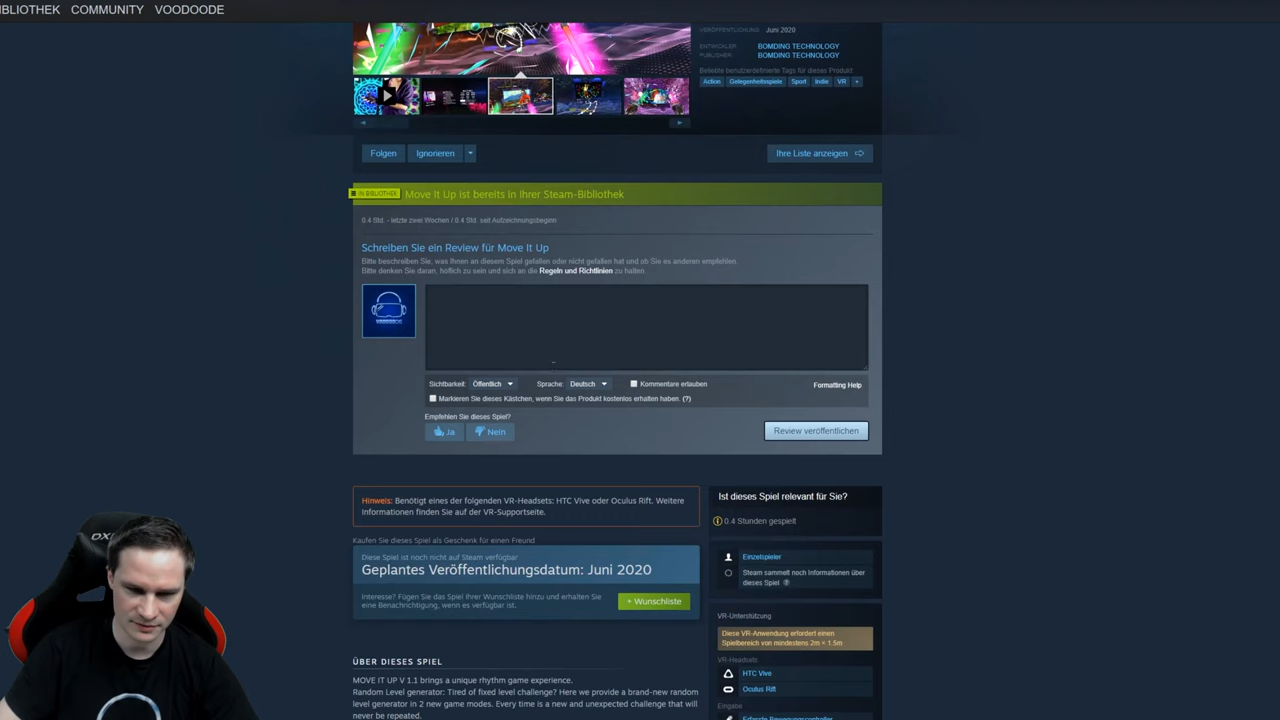 IBLIOTHEK COMMUNITY VOODOODE
VERÖFFENTLICHUNG: Juni 2020
ENTWICKLER: BOMDING TECHNOLOGY
PUBLISHER: BOMDING TECHNOLOGY
Beliebte benutzerdefinierte Tags für dieses Produkt
Action Gelegenheitsspiele Sport Indie VR +
Folgen Ignorieren Ihre Liste anzeigen
IN BIBLIOTHEK Move It Up ist bereits in Ihrer Steam-Bibliothek
0.4 Std. - letzte zwei Wochen / 0.4 Std. seit Aufzeichnungsbeginn
Schreiben Sie ein Review für Move It Up
Bitte beschreiben Sie, was Ihnen an diesem Spiel gefallen oder nicht gefallen hat und ob Sie es anderen empfehlen.
Bitte denken Sie daran, höflich zu sein und sich an die Regeln und Richtlinien zu halten.
Sichtbarkeit: Öffentlich Sprache: Deutsch Kommentare erlauben Formatting Help
Markieren Sie dieses Kästchen, wenn Sie das Produkt kostenlos erhalten haben. (?)
Empfehlen Sie dieses Spiel?
Ja Nein Review veröffentlichen
Hinweis: Benötigt eines der folgenden VR-Headsets: HTC Vive oder Oculus Rift. Weitere
Informationen finden Sie auf der VR-Supportseite.
Kaufen Sie dieses Spiel als Geschenk für einen Freund
Diese Spiel ist noch nicht auf Steam verfügbar
Geplantes Veröffentlichungsdatum: Juni 2020
Interesse? Fügen Sie das Spiel Ihrer Wunschliste hinzu und erhalten Sie
eine Benachrichtigung, wenn es verfügbar ist.
+ Wunschliste
ÜBER DIESES SPIEL
MOVE IT UP V 1.1 brings a unique rhythm game experience.
Random Level generator: Tired of fixed level challenge? Here we provide a brand-new random
level generator in 2 new game modes. Every time is a new and unexpected challenge that will
never be repeated.
Ist dieses Spiel relevant für Sie?
0.4 Stunden gespielt
Einzelspieler
Steam sammelt noch Informationen über
dieses Spiel ?
VR-Unterstützung
Diese VR-Anwendung erfordert einen
Spielbereich von mindestens 2m × 1.5m
VR-Headsets
HTC Vive
Oculus Rift
Eingabe
Erfasste Bewegungscontroller